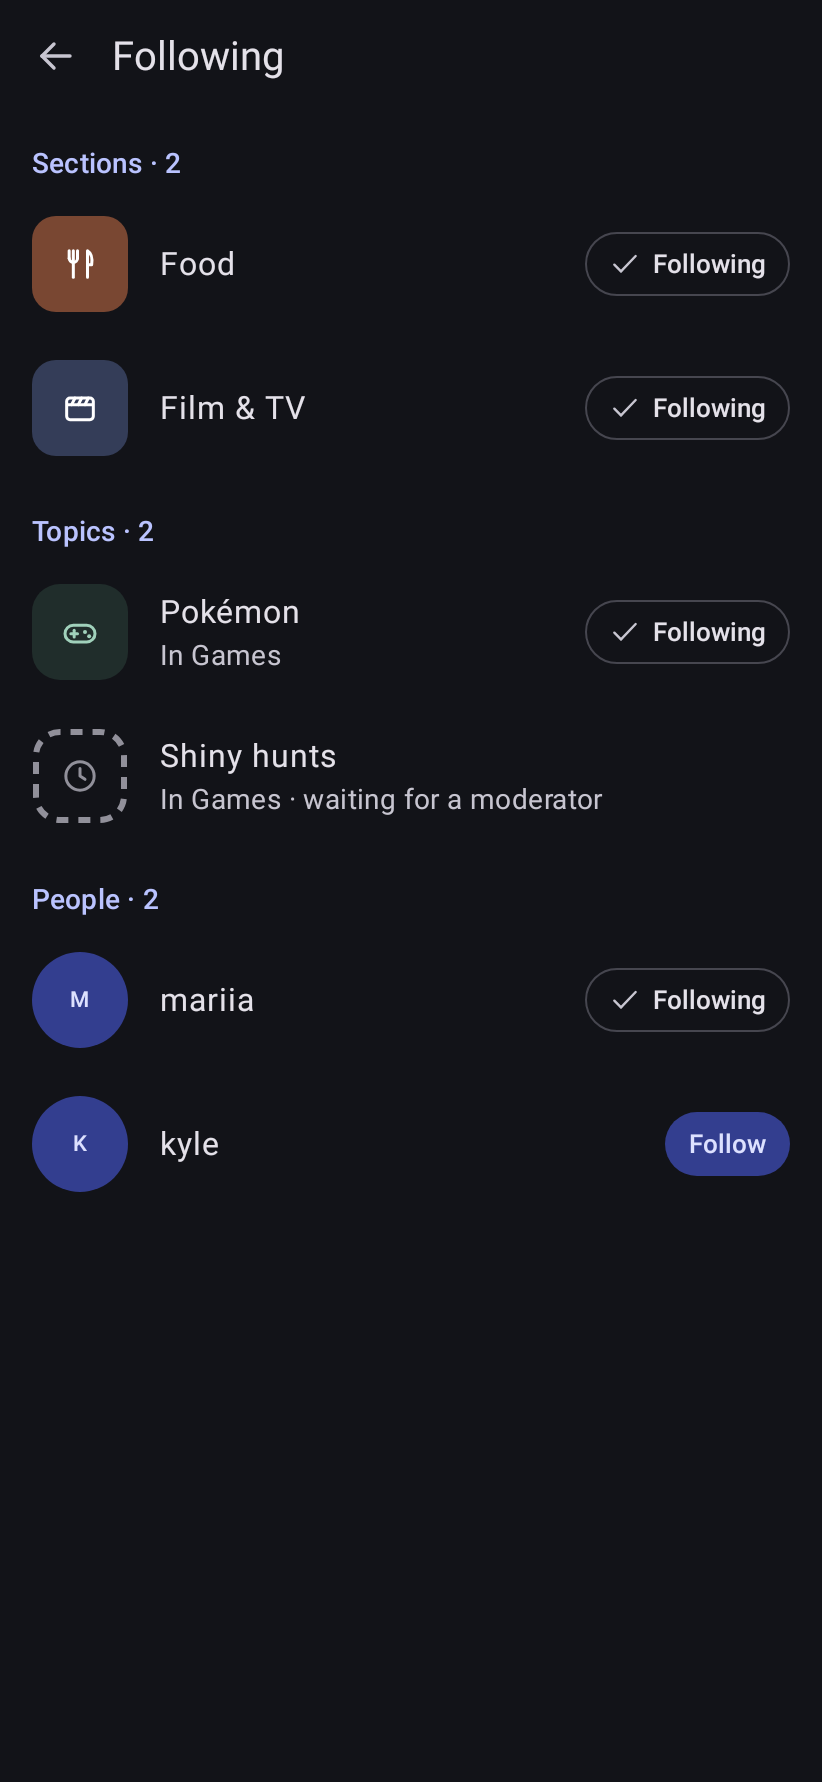 Following
Sections · 2
Food
Following
Film & TV
Following
Topics · 2
Pokémon
In Games
Following
Shiny hunts
In Games · waiting for a moderator
People · 2
M
mariia
Following
K
kyle
Follow